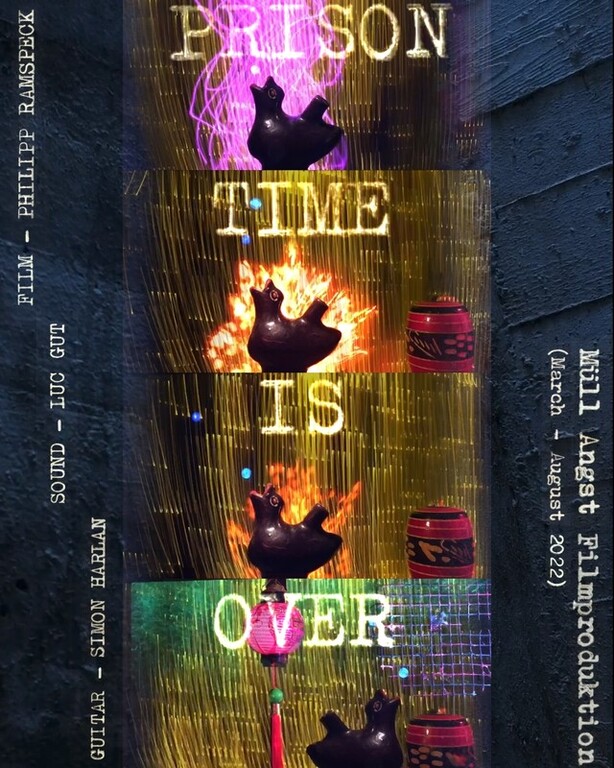 PRISON
TIME
IS
OVER
FILM - PHILIPP RAMSPECK
SOUND - LUC GUT
GUITAR - SIMON HARLAN
Müll Angst Filmproduktion
(March - August 2022)